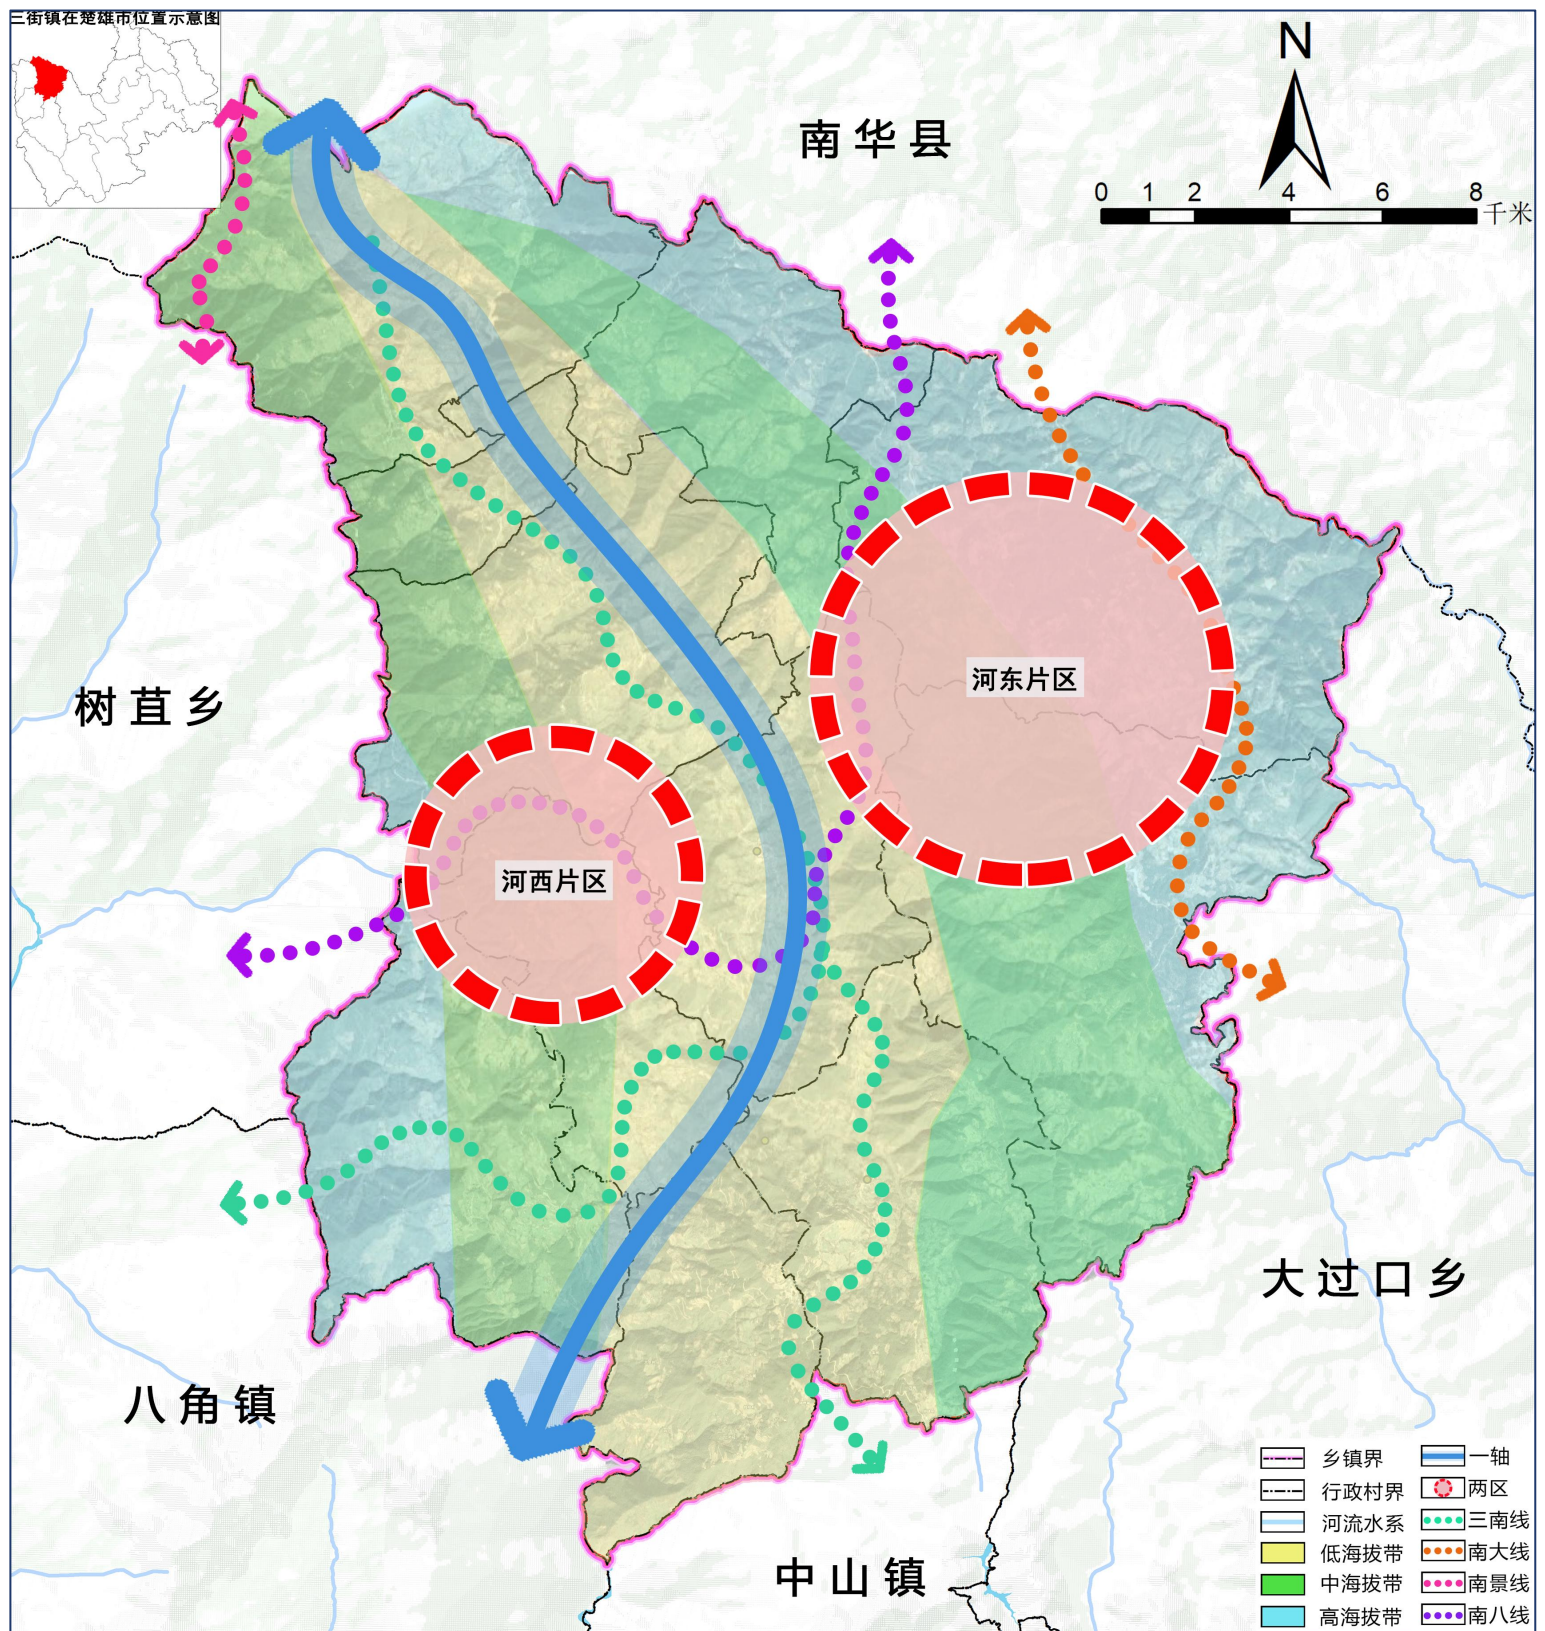 三街镇在楚雄市位置示意图
N
南华县
0 1 2 4 6 8 千米
树苴乡
河东片区
河西片区
大过口乡
八角镇
中山镇
乡镇界
行政村界
河流水系
低海拔带
中海拔带
高海拔带
一轴
两区
三南线
南大线
南景线
南八线